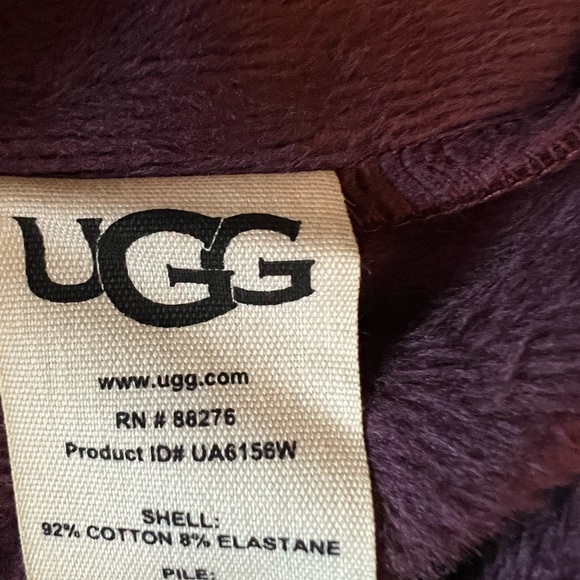 UGG
www.ugg.com
RN # 88276
Product ID# UA6156W
SHELL:
92% COTTON 8% ELASTANE
PILE: